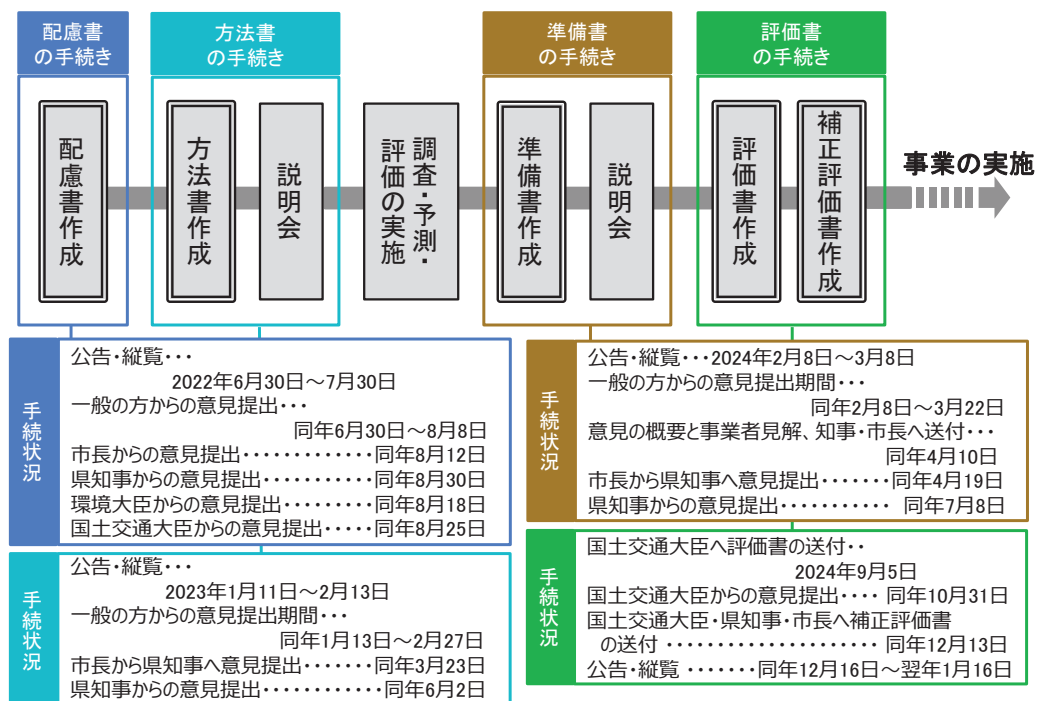 配慮書
の手続き
方法書
の手続き
準備書
の手続き
評価書
の手続き
配慮書作成
方法書作成
説明会
調査・予測・
評価の実施
準備書作成
説明会
評価書作成
補正評価書作成
事業の実施
手続状況
公告・縦覧・・・
2022年6月30日～7月30日
一般の方からの意見提出・・・
同年6月30日～8月8日
市長からの意見提出・・・・・・・・・・・・・同年8月12日
県知事からの意見提出・・・・・・・・・・同年8月30日
環境大臣からの意見提出・・・・・・・・同年8月18日
国土交通大臣からの意見提出・・・・・同年8月25日
手続状況
公告・縦覧・・・
2023年1月11日～2月13日
一般の方からの意見提出期間・・・
同年1月13日～2月27日
市長から県知事へ意見提出・・・・・・・同年3月23日
県知事からの意見提出・・・・・・・・・・・・同年6月2日
手続状況
公告・縦覧・・・2024年2月8日～3月8日
一般の方からの意見提出期間・・・
同年2月8日～3月22日
意見の概要と事業者見解、知事・市長へ送付・・・
同年4月10日
市長から県知事へ意見提出・・・・・・・同年4月19日
県知事からの意見提出・・・・・・・・・・・ 同年7月8日
手続状況
国土交通大臣へ評価書の送付・・
2024年9月5日
国土交通大臣からの意見提出・・・・ 同年10月31日
国土交通大臣・県知事・市長へ補正評価書
の送付 ・・・・・・・・・・・・・・・・・・・・ 同年12月13日
公告・縦覧 ・・・・・・・同年12月16日～翌年1月16日